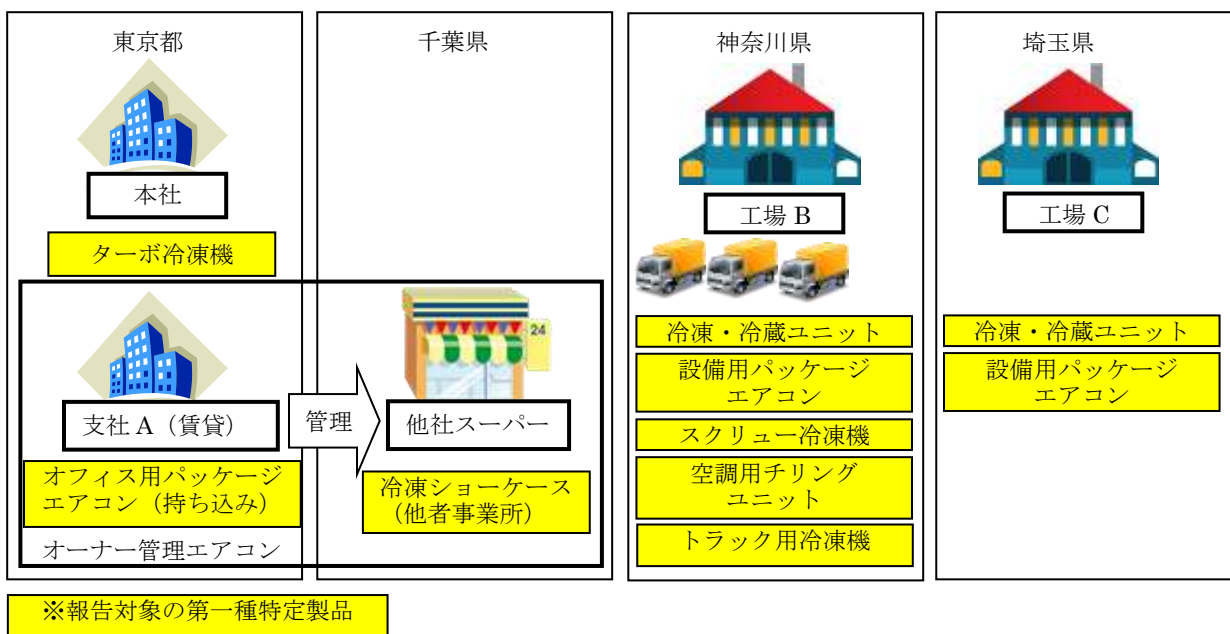 東京都
本社
ターボ冷凍機
支社 A（賃貸）
オフィス用パッケージ
エアコン（持ち込み）
オーナー管理エアコン
管理
千葉県
24
他社スーパー
冷凍ショーケース
（他者事業所）
神奈川県
工場 B
冷凍・冷蔵ユニット
設備用パッケージ
エアコン
スクリュー冷凍機
空調用チリング
ユニット
トラック用冷凍機
埼玉県
工場 C
冷凍・冷蔵ユニット
設備用パッケージ
エアコン
※報告対象の第一種特定製品